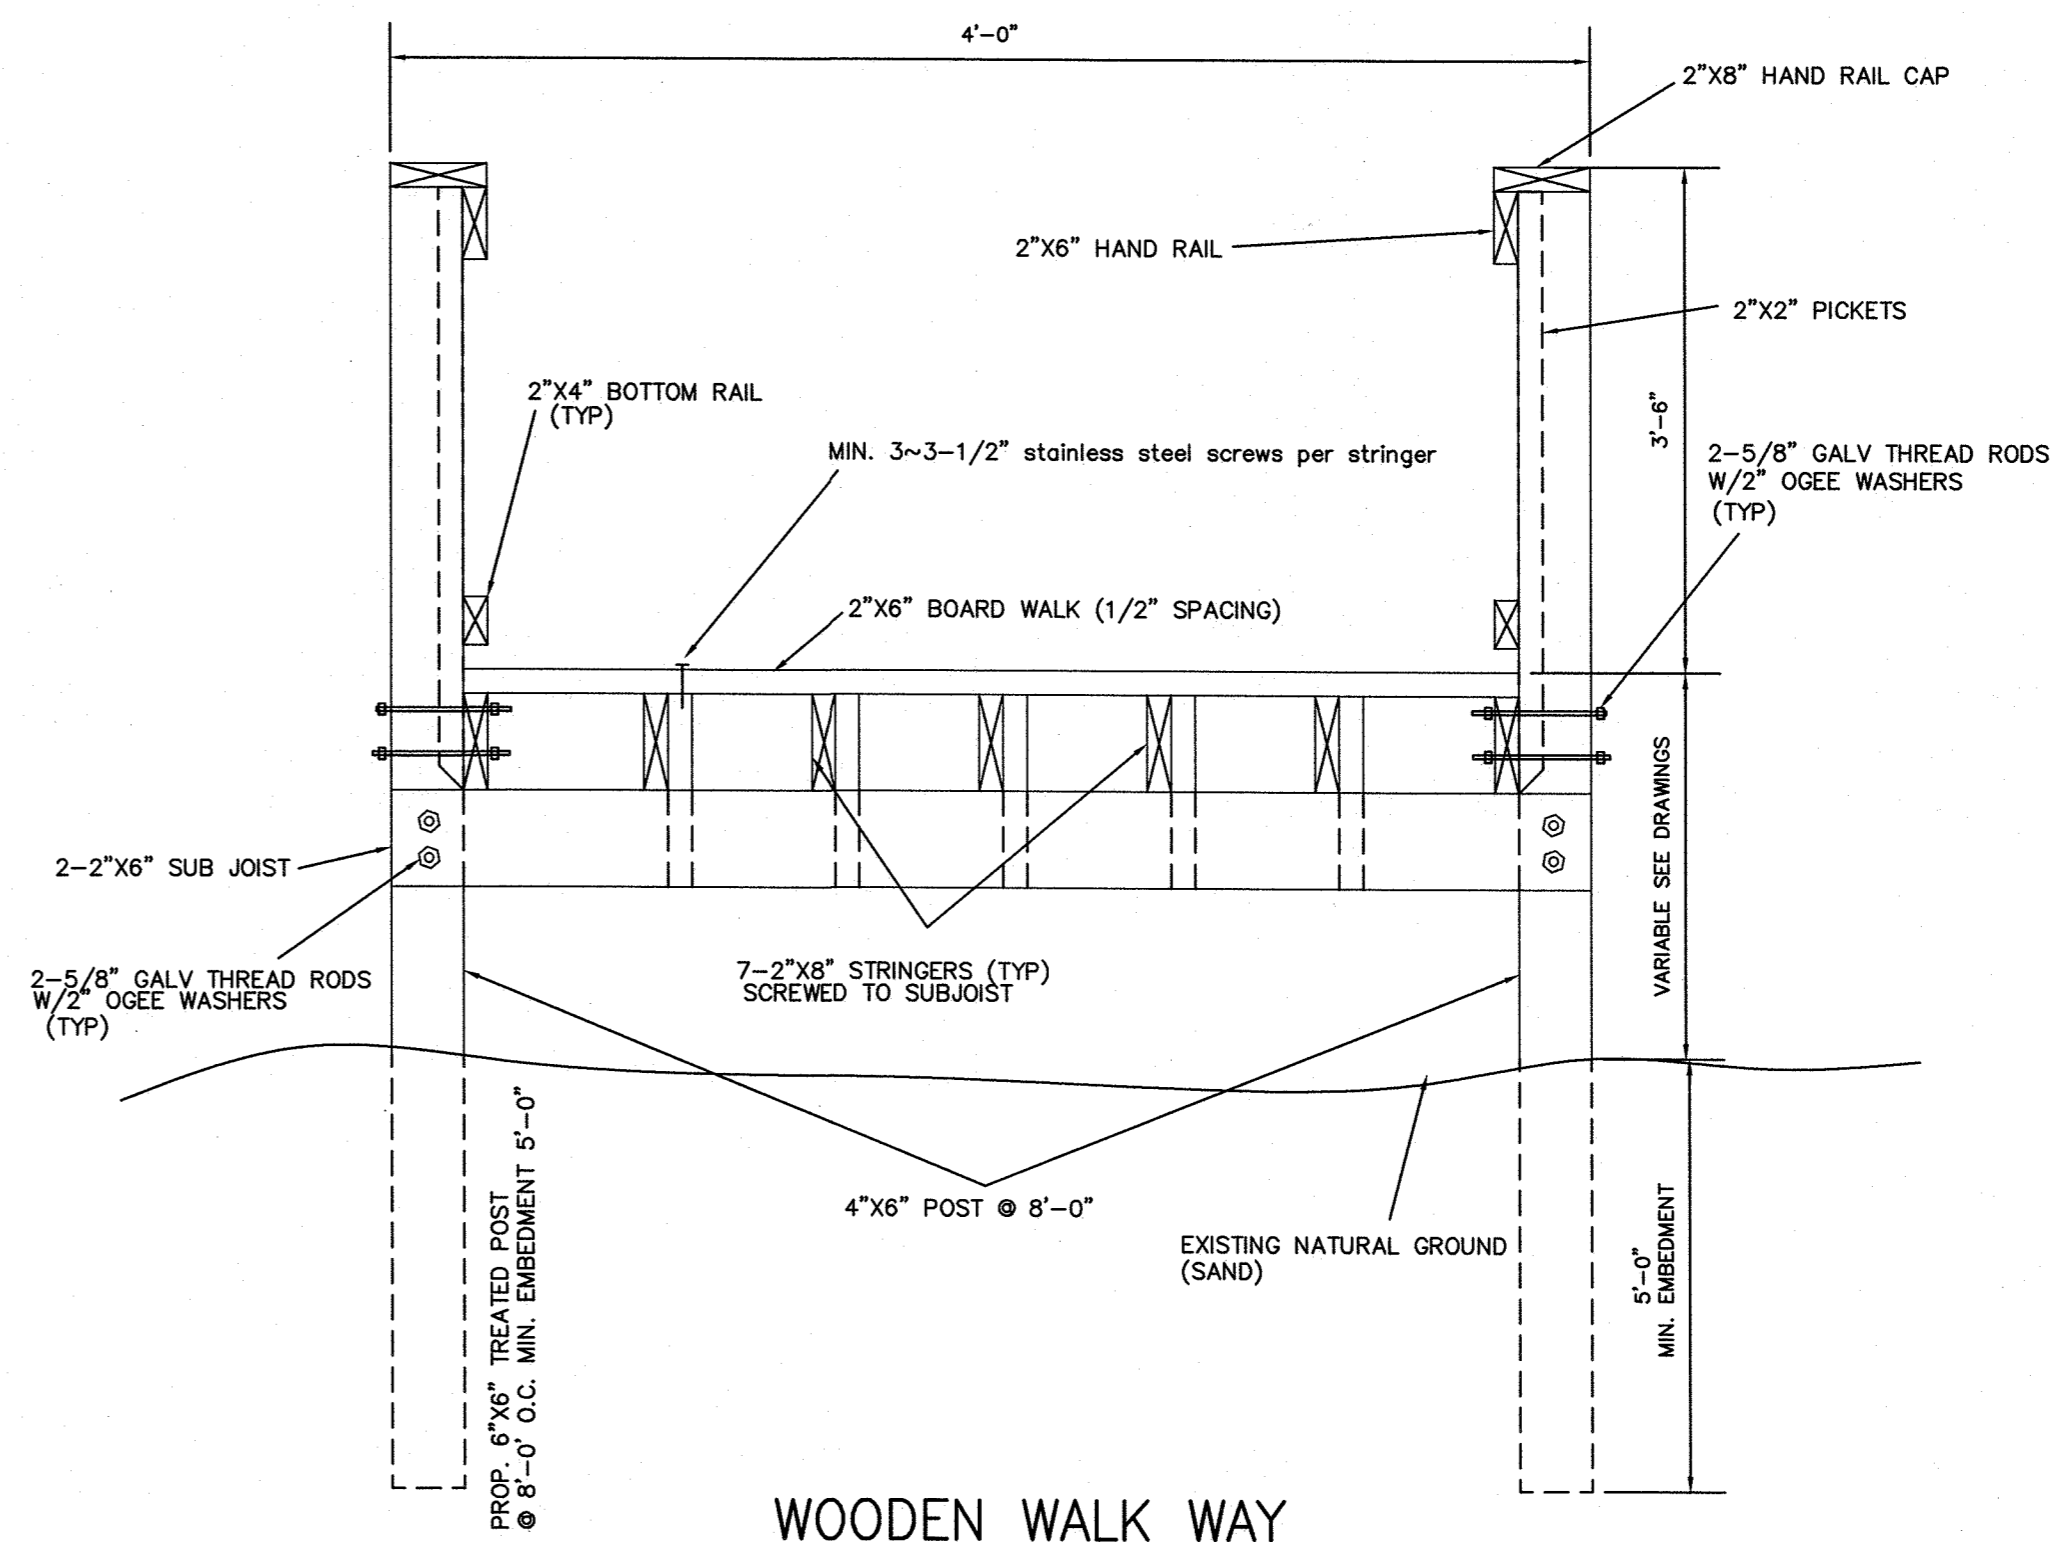 4'-0"
2"X8" HAND RAIL CAP
2"X6" HAND RAIL
2"X2" PICKETS
2"X4" BOTTOM RAIL
(TYP)
3'-6"
MIN. 3~3-1/2" stainless steel screws per stringer
2-5/8" GALV THREAD RODS
W/2" OGEE WASHERS
(TYP)
2"X6" BOARD WALK (1/2" SPACING)
2-2"X6" SUB JOIST
VARIABLE SEE DRAWINGS
2-5/8" GALV THREAD RODS
W/2" OGEE WASHERS
(TYP)
7-2"X8" STRINGERS (TYP)
SCREWED TO SUBJOIST
PROP. 6"X6" TREATED POST
@ 8'-0' O.C. MIN. EMBEDMENT 5'-0"
4"X6" POST @ 8'-0"
EXISTING NATURAL GROUND
(SAND)
5'-0"
MIN. EMBEDMENT
WOODEN WALK WAY